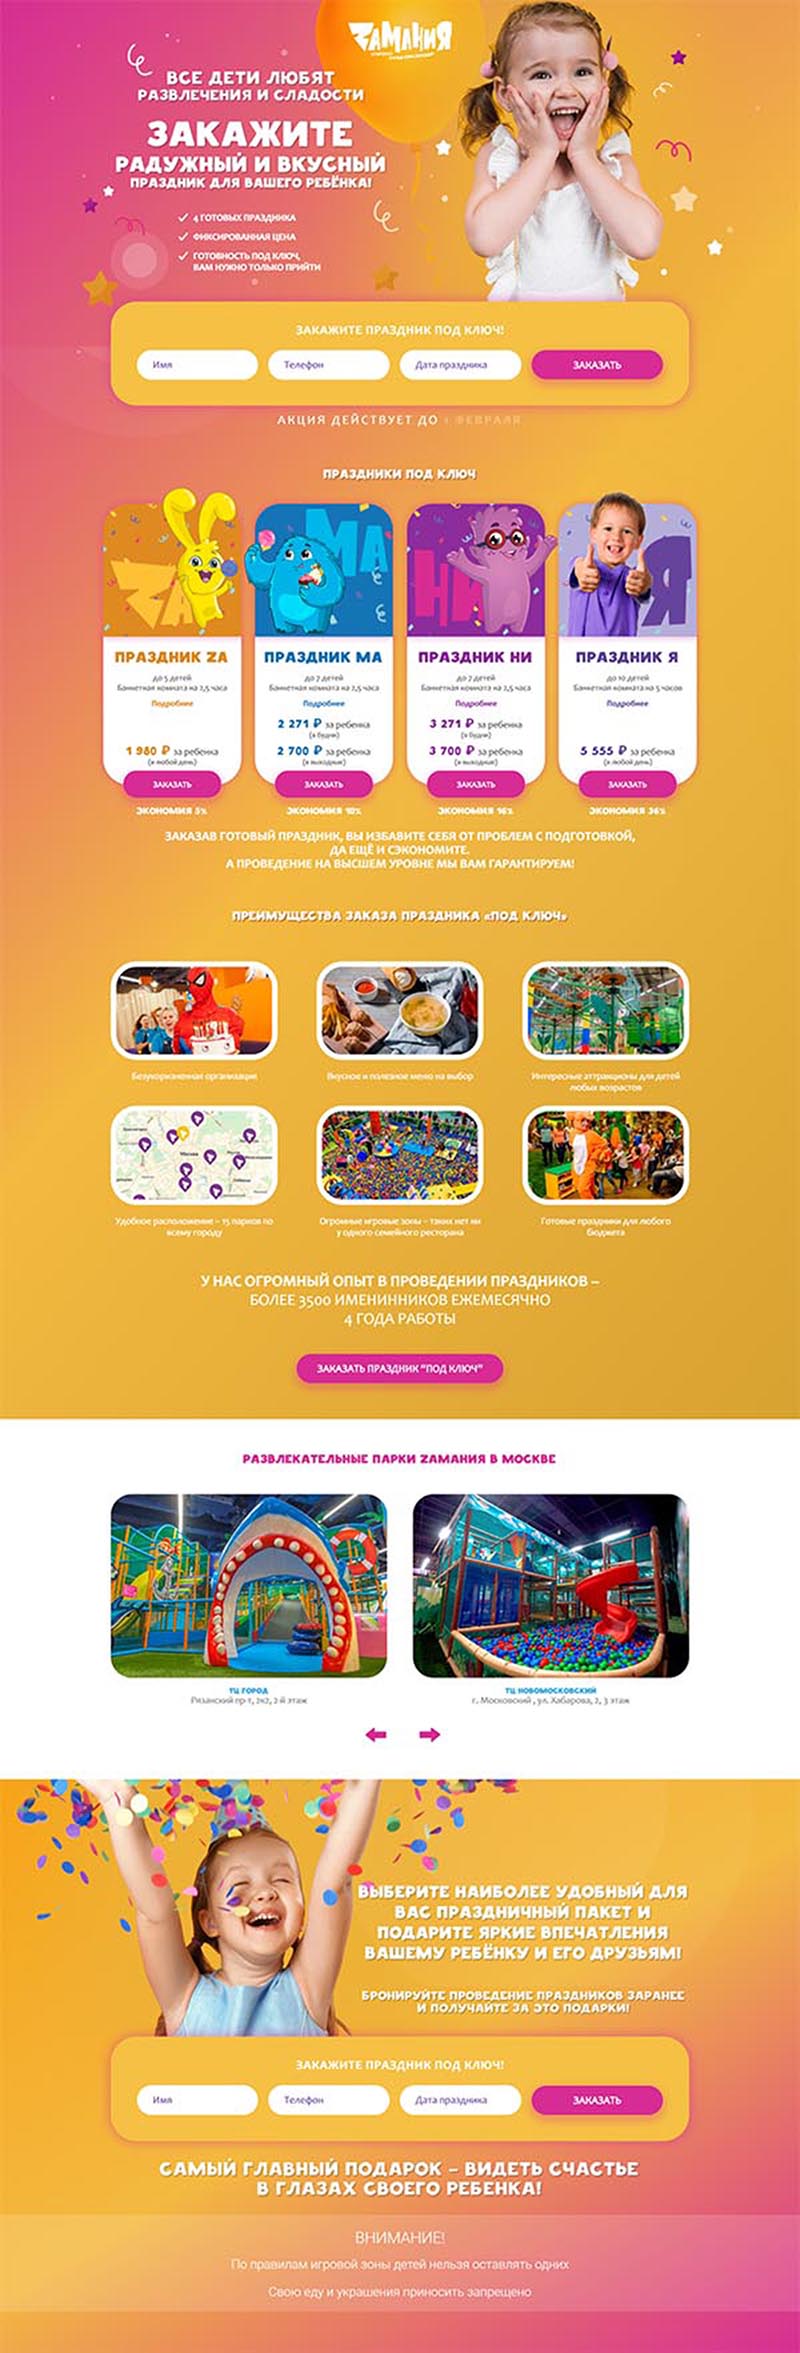 ZАМАНИЯ
ВСЕ ДЕТИ ЛЮБЯТ
РАЗВЛЕЧЕНИЯ И СЛАДОСТИ
ЗАКАЖИТЕ
РАДУЖНЫЙ И ВКУСНЫЙ
ПРАЗДНИК ДЛЯ ВАШЕГО РЕБЁНКА!
4 ГОТОВЫХ ПРАЗДНИКА
ФИКСИРОВАННАЯ ЦЕНА
ГОТОВНОСТЬ ПОД КЛЮЧ,
ВАМ НУЖНО ТОЛЬКО ПРИЙТИ
ЗАКАЖИТЕ ПРАЗДНИК ПОД КЛЮЧ!
Имя Телефон Дата праздника ЗАКАЗАТЬ
АКЦИЯ ДЕЙСТВУЕТ ДО 1 ФЕВРАЛЯ
ПРАЗДНИКИ ПОД КЛЮЧ
ZА МА НИ Я
ПРАЗДНИК ZА
до 5 детей
Банкетная комната на 2,5 часа
Подробнее
1 980 ₽ за ребенка
(в любой день)
ЗАКАЗАТЬ
ЭКОНОМИЯ 5%
ПРАЗДНИК МА
до 7 детей
Банкетная комната на 2,5 часа
Подробнее
2 271 ₽ за ребенка
(в будни)
2 700 ₽ за ребенка
(в выходные)
ЗАКАЗАТЬ
ЭКОНОМИЯ 10%
ПРАЗДНИК НИ
до 7 детей
Банкетная комната на 2,5 часа
Подробнее
3 271 ₽ за ребенка
(в будни)
3 700 ₽ за ребенка
(в выходные)
ЗАКАЗАТЬ
ЭКОНОМИЯ 16%
ПРАЗДНИК Я
до 10 детей
Банкетная комната на 5 часов
Подробнее
5 555 ₽ за ребенка
(в любой день)
ЗАКАЗАТЬ
ЭКОНОМИЯ 36%
ЗАКАЗАВ ГОТОВЫЙ ПРАЗДНИК, ВЫ ИЗБАВИТЕ СЕБЯ ОТ ПРОБЛЕМ С ПОДГОТОВКОЙ,
ДА ЕЩЁ И СЭКОНОМИТЕ.
А ПРОВЕДЕНИЕ НА ВЫСШЕМ УРОВНЕ МЫ ВАМ ГАРАНТИРУЕМ!
ПРЕИМУЩЕСТВА ЗАКАЗА ПРАЗДНИКА «ПОД КЛЮЧ»
Безукоризненная организация
Вкусное и полезное меню на выбор
Интересные аттракционы для детей
любых возрастов
Москва
Удобное расположение – 15 парков по
всему городу
Огромные игровые зоны – таких нет ни
у одного семейного ресторана
Готовые праздники для любого
бюджета
У НАС ОГРОМНЫЙ ОПЫТ В ПРОВЕДЕНИИ ПРАЗДНИКОВ –
БОЛЕЕ 3500 ИМЕНИННИКОВ ЕЖЕМЕСЯЧНО
4 ГОДА РАБОТЫ
ЗАКАЗАТЬ ПРАЗДНИК "ПОД КЛЮЧ"
РАЗВЛЕКАТЕЛЬНЫЕ ПАРКИ ZАМАНИЯ В МОСКВЕ
ТЦ ГОРОД
Рязанский пр-т, 2к2, 2-й этаж
ТЦ НОВОМОСКОВСКИЙ
г. Московский, ул. Хабарова, 2, 3 этаж
ВЫБЕРИТЕ НАИБОЛЕЕ УДОБНЫЙ ДЛЯ
ВАС ПРАЗДНИЧНЫЙ ПАКЕТ И
ПОДАРИТЕ ЯРКИЕ ВПЕЧАТЛЕНИЯ
ВАШЕМУ РЕБЁНКУ И ЕГО ДРУЗЬЯМ!
БРОНИРУЙТЕ ПРОВЕДЕНИЕ ПРАЗДНИКОВ ЗАРАНЕЕ
И ПОЛУЧАЙТЕ ЗА ЭТО ПОДАРКИ!
ЗАКАЖИТЕ ПРАЗДНИК ПОД КЛЮЧ!
Имя Телефон Дата праздника ЗАКАЗАТЬ
САМЫЙ ГЛАВНЫЙ ПОДАРОК – ВИДЕТЬ СЧАСТЬЕ
В ГЛАЗАХ СВОЕГО РЕБЕНКА!
ВНИМАНИЕ!
По правилам игровой зоны детей нельзя оставлять одних
Свою еду и украшения приносить запрещено